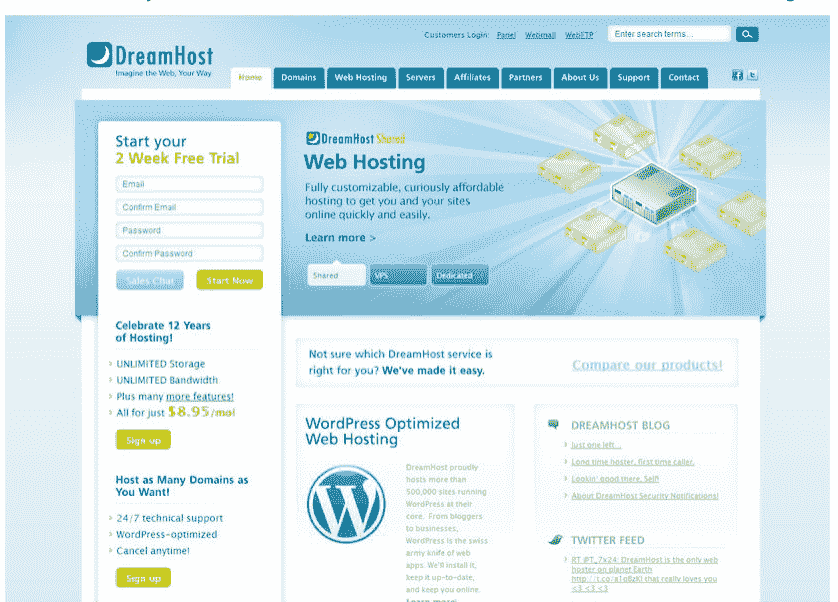 Customers Login: Panel Webmail WebFTP Enter search terms...
DreamHost
Imagine the Web, Your Way
Home Domains Web Hosting Servers Affiliates Partners About Us Support Contact
Start your
2 Week Free Trial
Email
Confirm Email
Password
Confirm Password
Sales Chat Start Now
DreamHost Shared
Web Hosting
Fully customizable, curiously affordable
hosting to get you and your sites
online quickly and easily.
Learn more >
Shared VPS Dedicated
Celebrate 12 Years
of Hosting!
UNLIMITED Storage
UNLIMITED Bandwidth
Plus many more features!
All for just $8.95/mo!
Sign up
Host as Many Domains as
You Want!
24/7 technical support
WordPress-optimized
Cancel anytime!
Sign up
Not sure which DreamHost service is
right for you? We've made it easy.
Compare our products!
WordPress Optimized
Web Hosting
DreamHost proudly
hosts more than
500,000 sites running
WordPress at their
core. From bloggers
to businesses,
WordPress is the swiss
army knife of web
apps. We'll install it,
keep it up-to-date,
and keep you online.
Learn more!
DREAMHOST BLOG
Just one left...
Long time hoster, first time caller.
Lookin' good there, Self!
About DreamHost Security Notifications!
TWITTER FEED
RT @T_7x24: DreamHost is the only web
hoster on planet Earth
that really loves you
<3 <3 <3